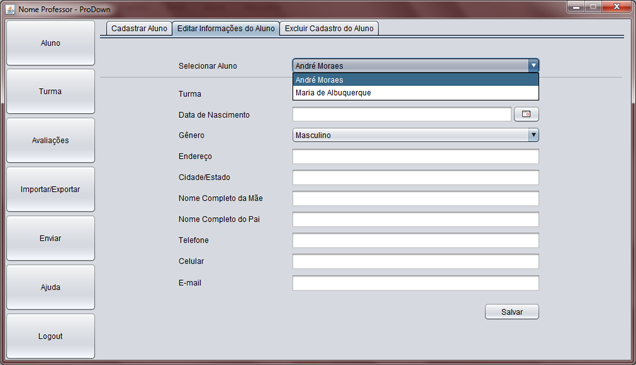 Nome Professor - ProDown
Cadastrar Aluno
Editar Informações do Aluno
Excluir Cadastro do Aluno
Aluno
Turma
Avaliações
Importar/Exportar
Enviar
Ajuda
Logout
Selecionar Aluno
André Moraes
André Moraes
Maria de Albuquerque
Turma
Data de Nascimento
Gênero
Masculino
Endereço
Cidade/Estado
Nome Completo da Mãe
Nome Completo do Pai
Telefone
Celular
E-mail
Salvar